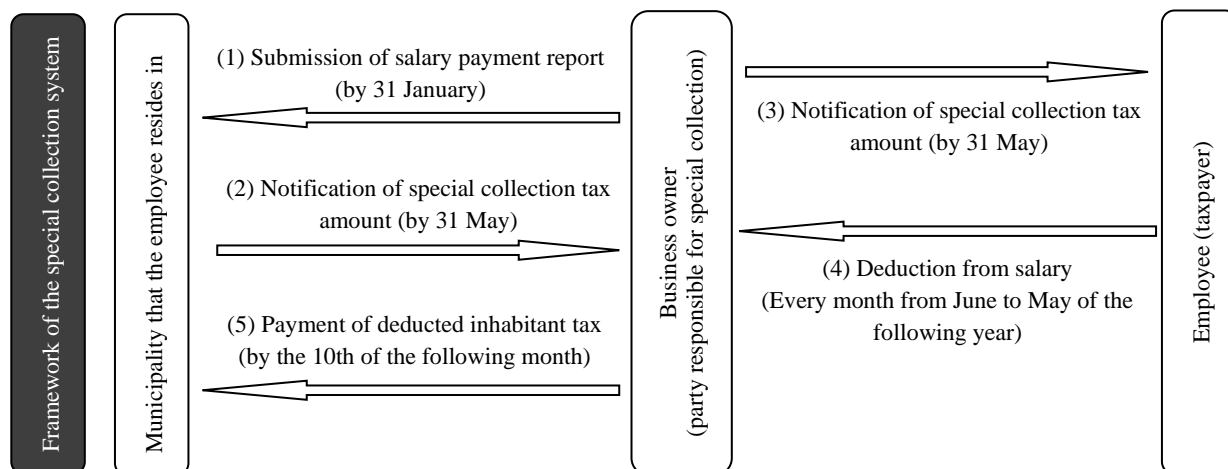 Framework of the special collection system
Municipality that the employee resides in
(1) Submission of salary payment report
(by 31 January)
(2) Notification of special collection tax
amount (by 31 May)
(5) Payment of deducted inhabitant tax
(by the 10th of the following month)
Business owner
(party responsible for special collection)
(3) Notification of special collection tax
amount (by 31 May)
(4) Deduction from salary
(Every month from June to May of the
following year)
Employee (taxpayer)